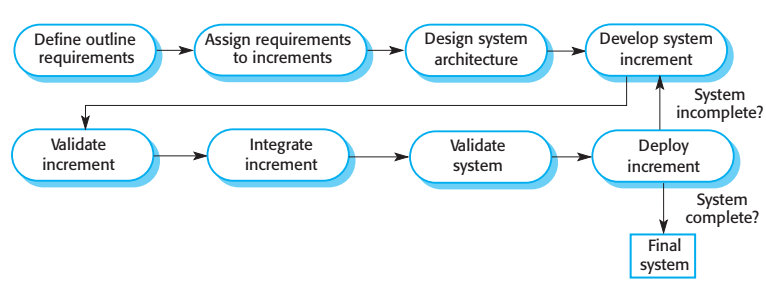 Define outline
requirements
Assign requirements
to increments
Design system
architecture
Develop system
increment
System
incomplete?
Validate
increment
Integrate
increment
Validate
system
Deploy
increment
System
complete?
Final
system